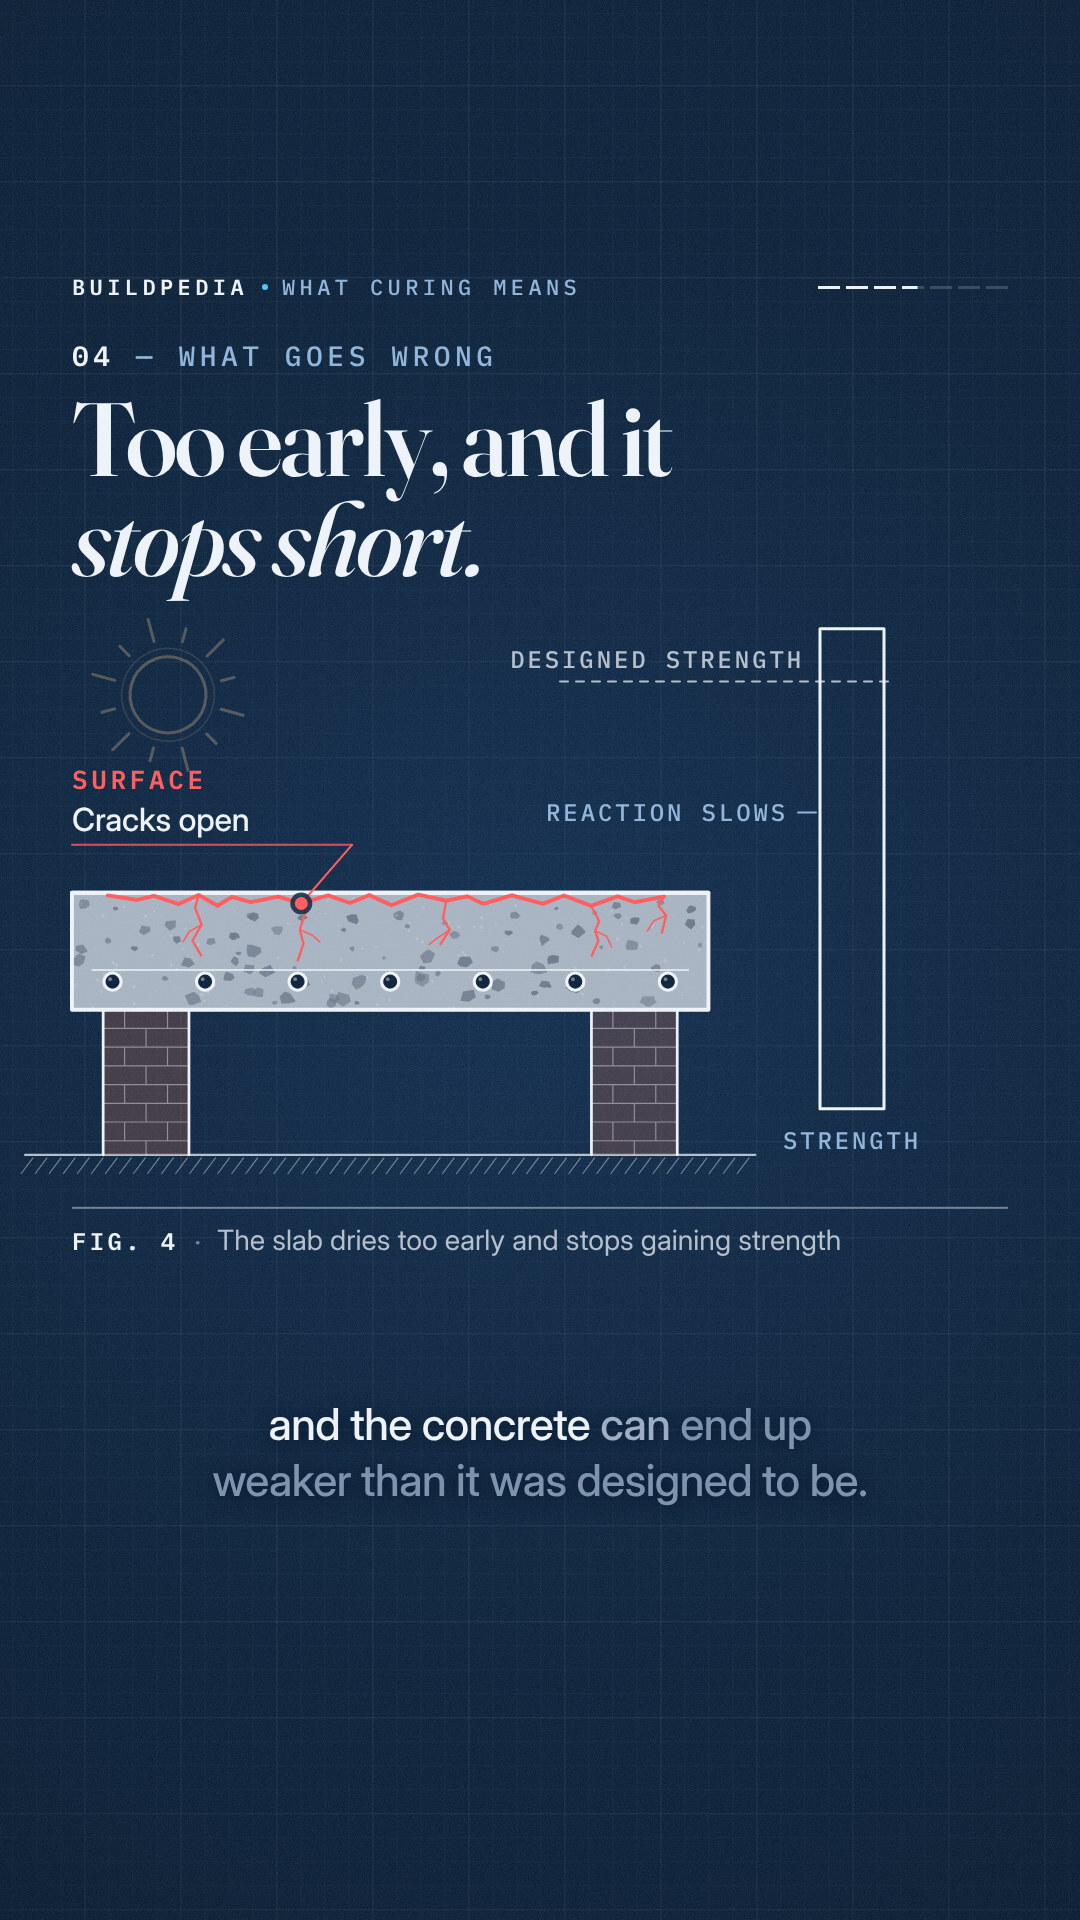 BUILDPEDIA • WHAT CURING MEANS
04 — WHAT GOES WRONG
Too early, and it
stops short.
DESIGNED STRENGTH
SURFACE
Cracks open
REACTION SLOWS
STRENGTH
FIG. 4 · The slab dries too early and stops gaining strength
and the concrete can end up
weaker than it was designed to be.